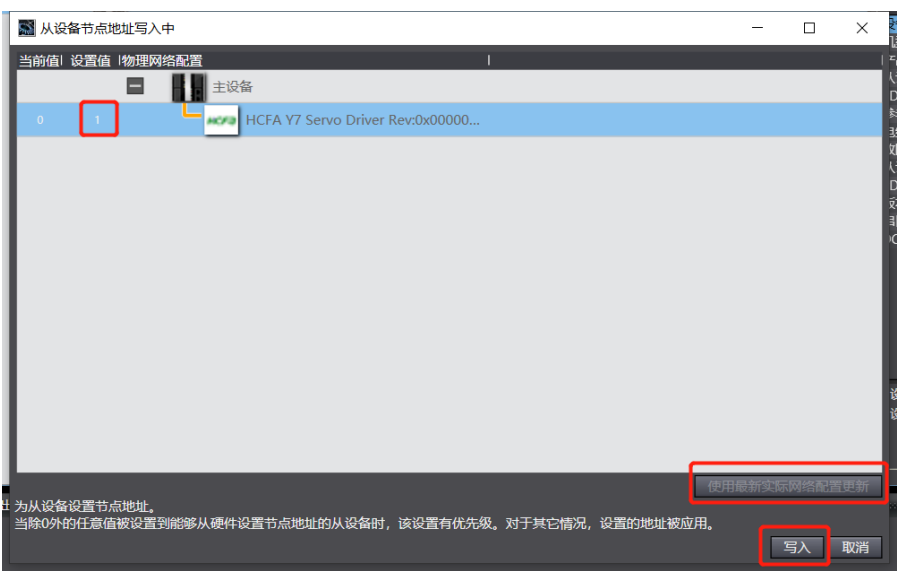 从设备节点地址写入中
当前值 设置值 物理网络配置
主设备
0 1 HCFA HCFA Y7 Servo Driver Rev:0x00000...
使用最新实际网络配置更新
为从设备设置节点地址。
当除0外的任意值被设置到能够从硬件设置节点地址的从设备时，该设置有优先级。对于其它情况，设置的地址被应用。
写入 取消